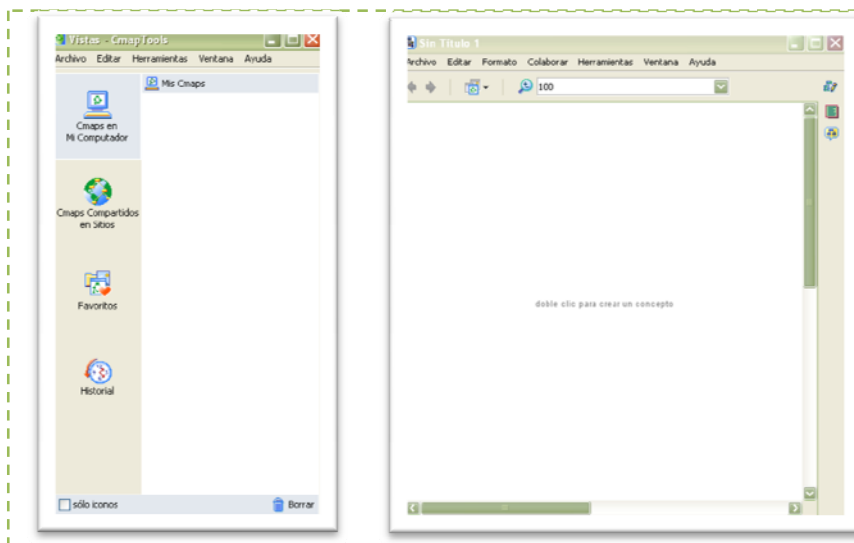 Vistas - CmapTools
Archivo Editar Herramientas Ventana Ayuda
Mis Cmaps
Cmaps en
Mi Computador
Cmaps Compartidos
en Sitios
Favoritos
Historial
sólo iconos
Borrar
Sin Título 1
Archivo Editar Formato Colaborar Herramientas Ventana Ayuda
100
doble clic para crear un concepto